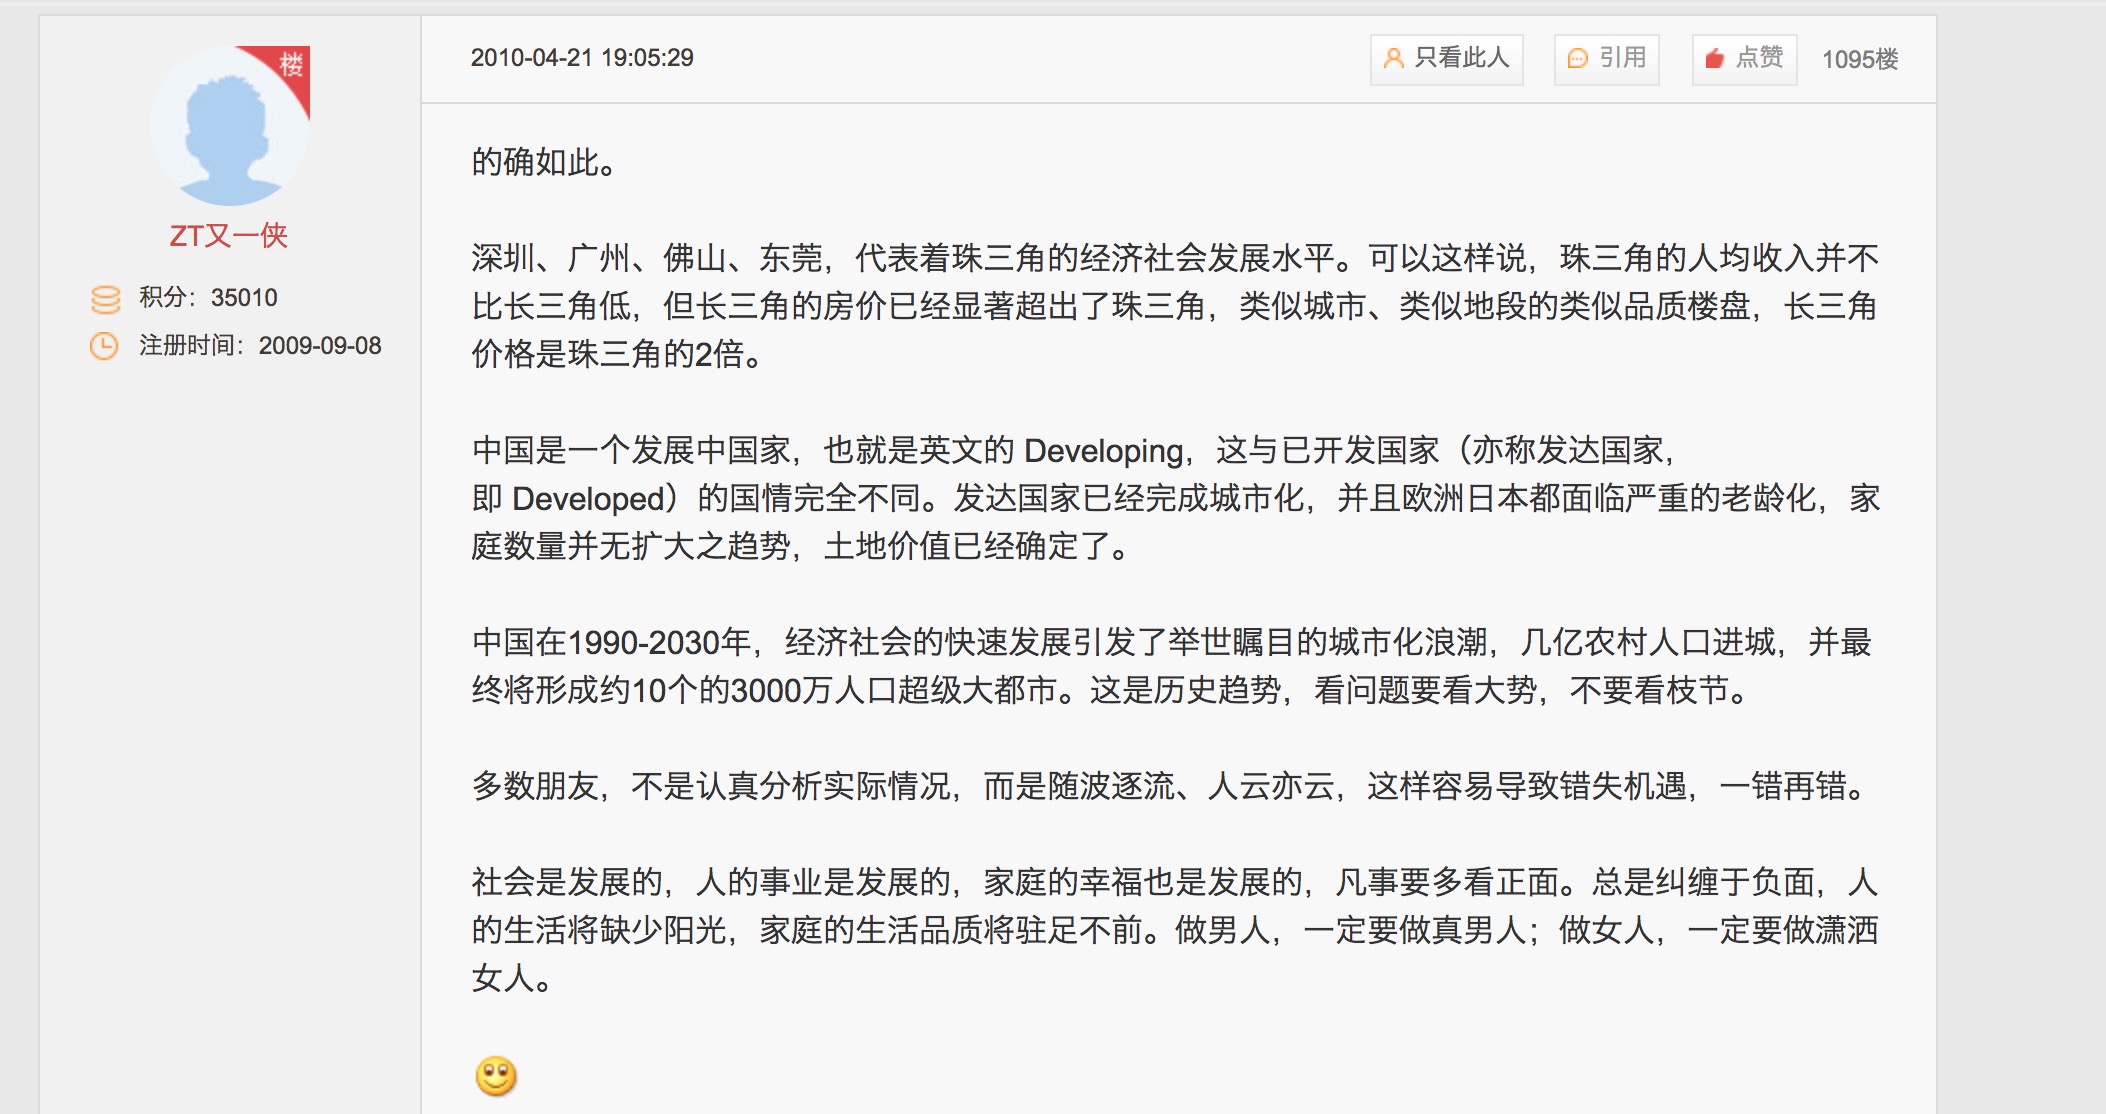 楼
2010-04-21 19:05:29
只看此人
引用
点赞
1095楼
ZT又一侠
积分：35010
注册时间：2009-09-08
的确如此。
深圳、广州、佛山、东莞，代表着珠三角的经济社会发展水平。可以这样说，珠三角的人均收入并不
比长三角低，但长三角的房价已经显著超出了珠三角，类似城市、类似地段的类似品质楼盘，长三角
价格是珠三角的2倍。
中国是一个发展中国家，也就是英文的 Developing，这与已开发国家（亦称发达国家，
即 Developed）的国情完全不同。发达国家已经完成城市化，并且欧洲日本都面临严重的老龄化，家
庭数量并无扩大之趋势，土地价值已经确定了。
中国在1990-2030年，经济社会的快速发展引发了举世瞩目的城市化浪潮，几亿农村人口进城，并最
终将形成约10个的3000万人口超级大都市。这是历史趋势，看问题要看大势，不要看枝节。
多数朋友，不是认真分析实际情况，而是随波逐流、人云亦云，这样容易导致错失机遇，一错再错。
社会是发展的，人的事业是发展的，家庭的幸福也是发展的，凡事要多看正面。总是纠缠于负面，人
的生活将缺少阳光，家庭的生活品质将驻足不前。做男人，一定要做真男人；做女人，一定要做潇洒
女人。